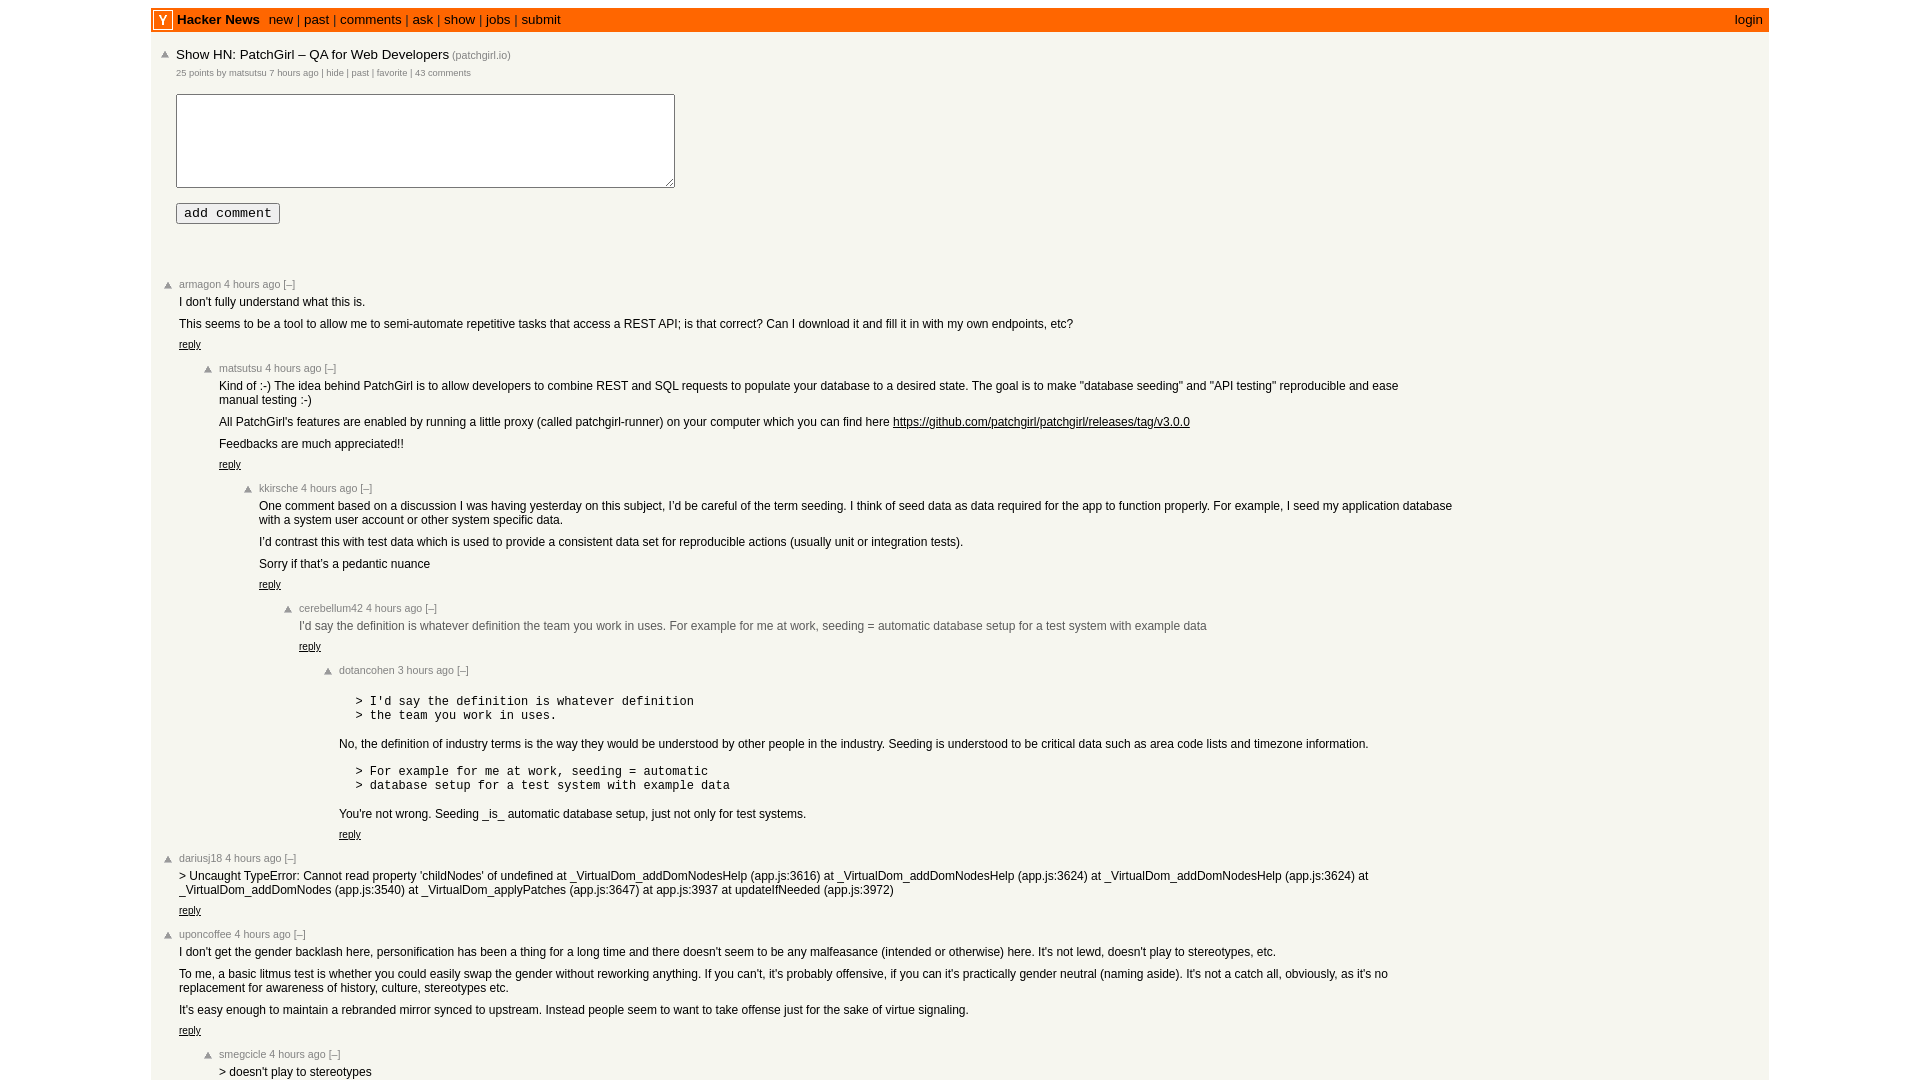 Y Hacker News new | past | comments | ask | show | jobs | submit login
Show HN: PatchGirl – QA for Web Developers (patchgirl.io)
25 points by matsutsu 7 hours ago | hide | past | favorite | 43 comments
add comment
armagon 4 hours ago [–]
I don't fully understand what this is.
This seems to be a tool to allow me to semi-automate repetitive tasks that access a REST API; is that correct? Can I download it and fill it in with my own endpoints, etc?
reply
matsutsu 4 hours ago [–]
Kind of :-) The idea behind PatchGirl is to allow developers to combine REST and SQL requests to populate your database to a desired state. The goal is to make "database seeding" and "API testing" reproducible and ease
manual testing :-)
All PatchGirl's features are enabled by running a little proxy (called patchgirl-runner) on your computer which you can find here https://github.com/patchgirl/patchgirl/releases/tag/v3.0.0
Feedbacks are much appreciated!!
reply
kkirsche 4 hours ago [–]
One comment based on a discussion I was having yesterday on this subject, I’d be careful of the term seeding. I think of seed data as data required for the app to function properly. For example, I seed my application database
with a system user account or other system specific data.
I’d contrast this with test data which is used to provide a consistent data set for reproducible actions (usually unit or integration tests).
Sorry if that’s a pedantic nuance
reply
cerebellum42 4 hours ago [–]
I'd say the definition is whatever definition the team you work in uses. For example for me at work, seeding = automatic database setup for a test system with example data
reply
dotancohen 3 hours ago [–]
> I'd say the definition is whatever definition
> the team you work in uses.
No, the definition of industry terms is the way they would be understood by other people in the industry. Seeding is understood to be critical data such as area code lists and timezone information.
> For example for me at work, seeding = automatic
> database setup for a test system with example data
You're not wrong. Seeding _is_ automatic database setup, just not only for test systems.
reply
dariusj18 4 hours ago [–]
> Uncaught TypeError: Cannot read property 'childNodes' of undefined at _VirtualDom_addDomNodesHelp (app.js:3616) at _VirtualDom_addDomNodesHelp (app.js:3624) at _VirtualDom_addDomNodesHelp (app.js:3624) at
_VirtualDom_addDomNodes (app.js:3540) at _VirtualDom_applyPatches (app.js:3647) at app.js:3937 at updateIfNeeded (app.js:3972)
reply
uponcoffee 4 hours ago [–]
I don't get the gender backlash here, personification has been a thing for a long time and there doesn't seem to be any malfeasance (intended or otherwise) here. It's not lewd, doesn't play to stereotypes, etc.
To me, a basic litmus test is whether you could easily swap the gender without reworking anything. If you can't, it's probably offensive, if you can it's practically gender neutral (naming aside). It's not a catch all, obviously, as it's no
replacement for awareness of history, culture, stereotypes etc.
It's easy enough to maintain a rebranded mirror synced to upstream. Instead people seem to want to take offense just for the sake of virtue signaling.
reply
smegcicle 4 hours ago [–]
> doesn't play to stereotypes